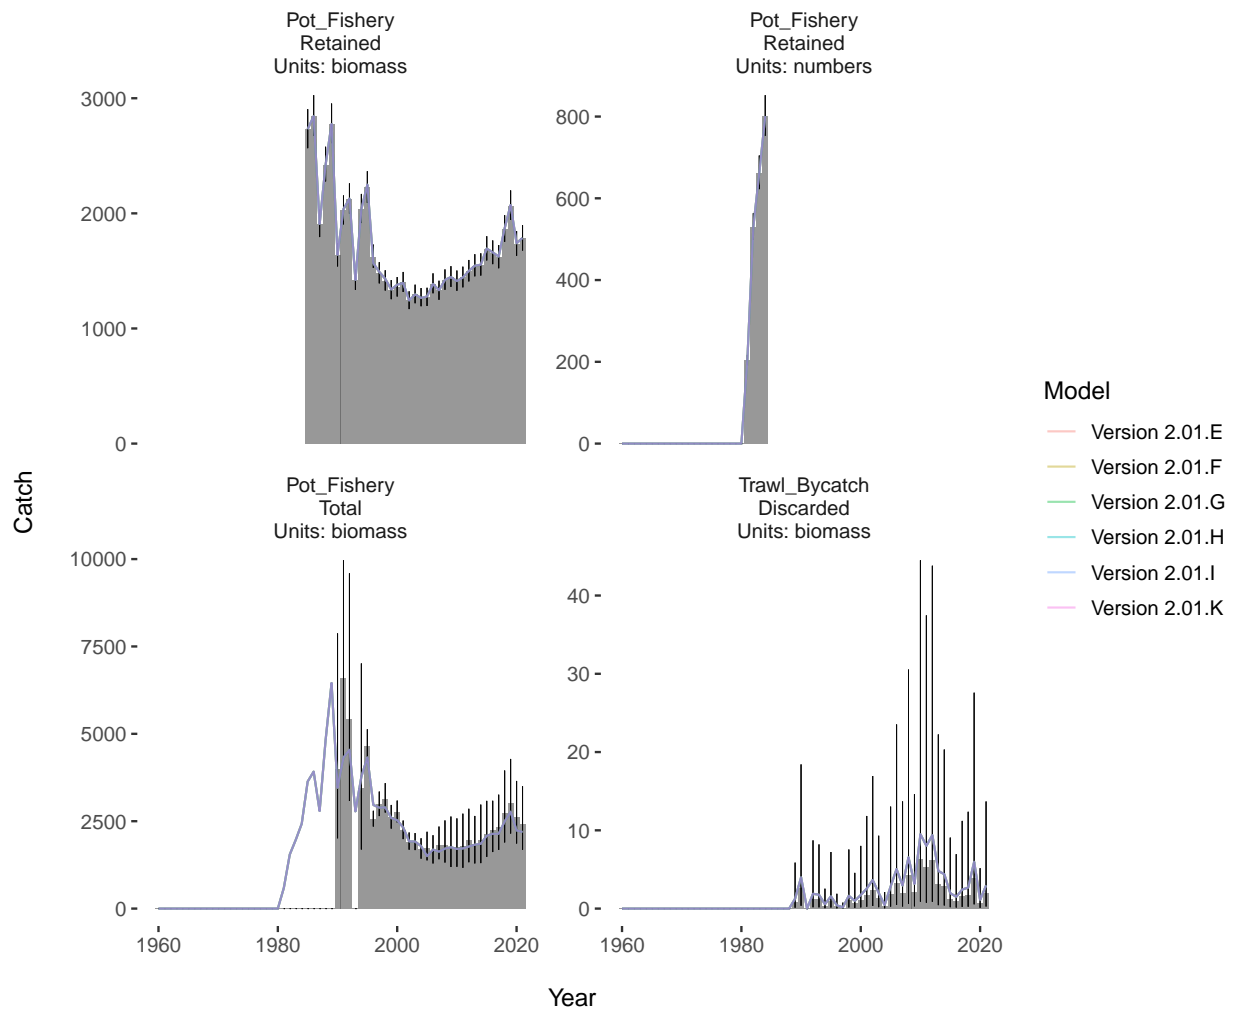 Pot_Fishery
Retained
Units: biomass
Pot_Fishery
Retained
Units: numbers
3000
2000
1000
0
800
600
400
200
0
Pot_Fishery
Total
Units: biomass
Trawl_Bycatch
Discarded
Units: biomass
10000
7500
5000
2500
0
40
30
20
10
0
1960
1980
2000
2020
1960
1980
2000
2020
Catch
Year
Model
Version 2.01.E
Version 2.01.F
Version 2.01.G
Version 2.01.H
Version 2.01.I
Version 2.01.K